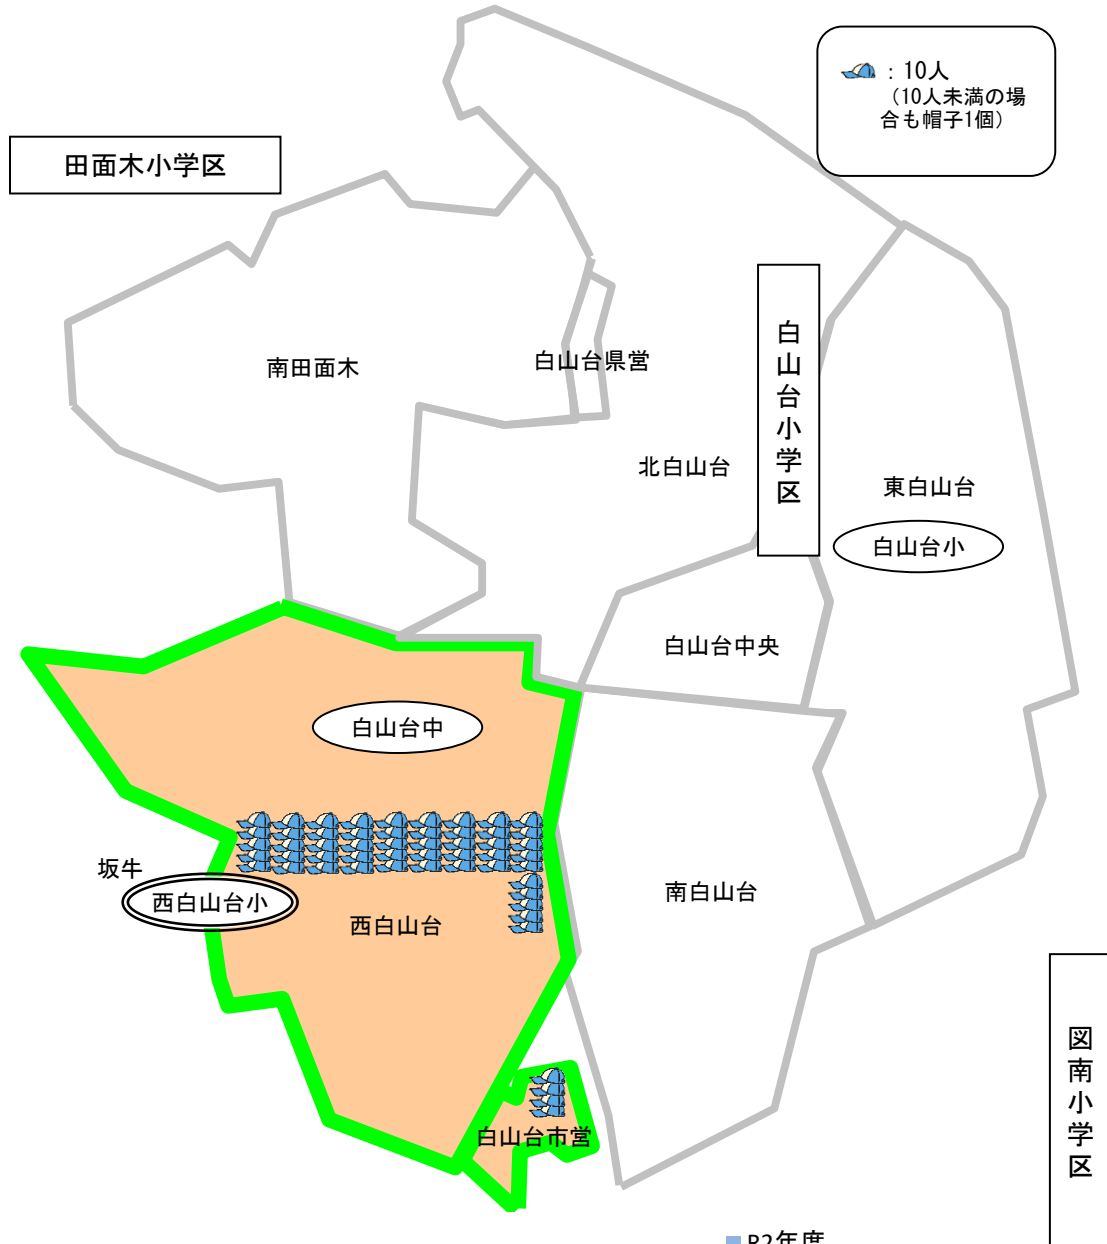 ：10人
（10人未満の場
合も帽子1個）
田面木小学区
白山台小学区
南田面木
白山台県営
北白山台
東白山台
白山台小
白山台中央
白山台中
坂牛
西白山台小
西白山台
南白山台
図南小学区
白山台市営
R2年度